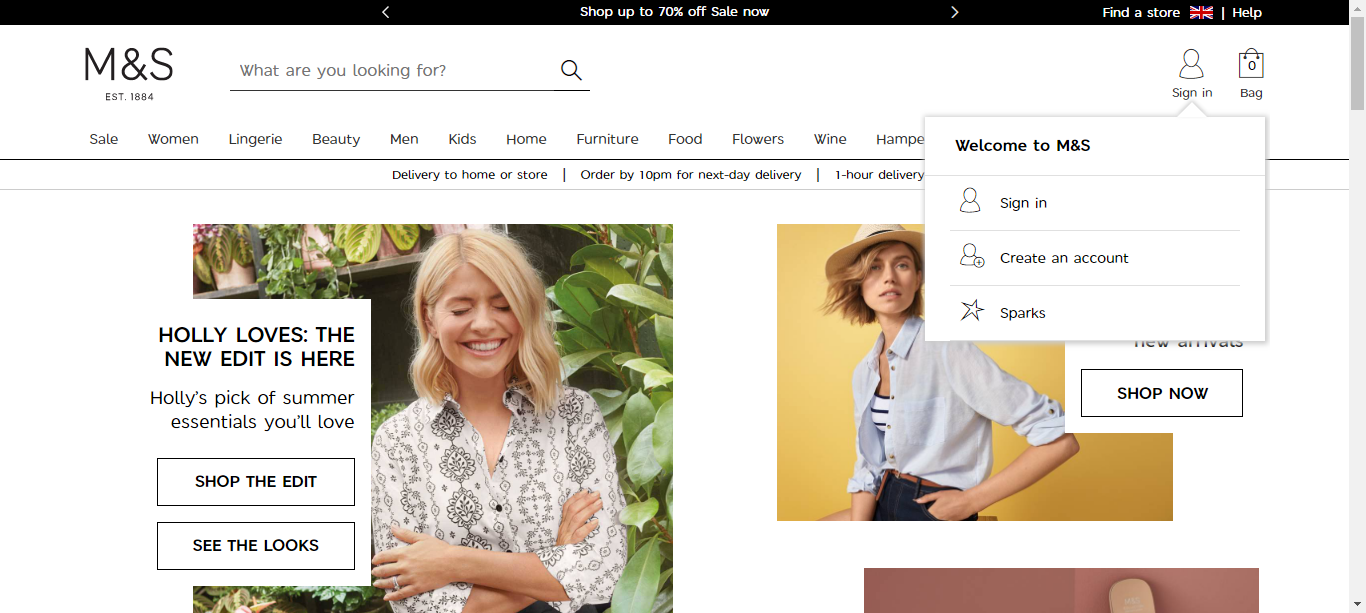 Shop up to 70% off Sale now
Find a store | Help
M&S
EST. 1884
What are you looking for?
Sign in
0
Bag
Sale Women Lingerie Beauty Men Kids Home Furniture Food Flowers Wine Hampe
Welcome to M&S
Delivery to home or store | Order by 10pm for next-day delivery | 1-hour delivery
Sign in
Create an account
Sparks
HOLLY LOVES: THE
NEW EDIT IS HERE
Holly's pick of summer
essentials you'll love
SHOP THE EDIT
SEE THE LOOKS
new arrivals
SHOP NOW
M&S